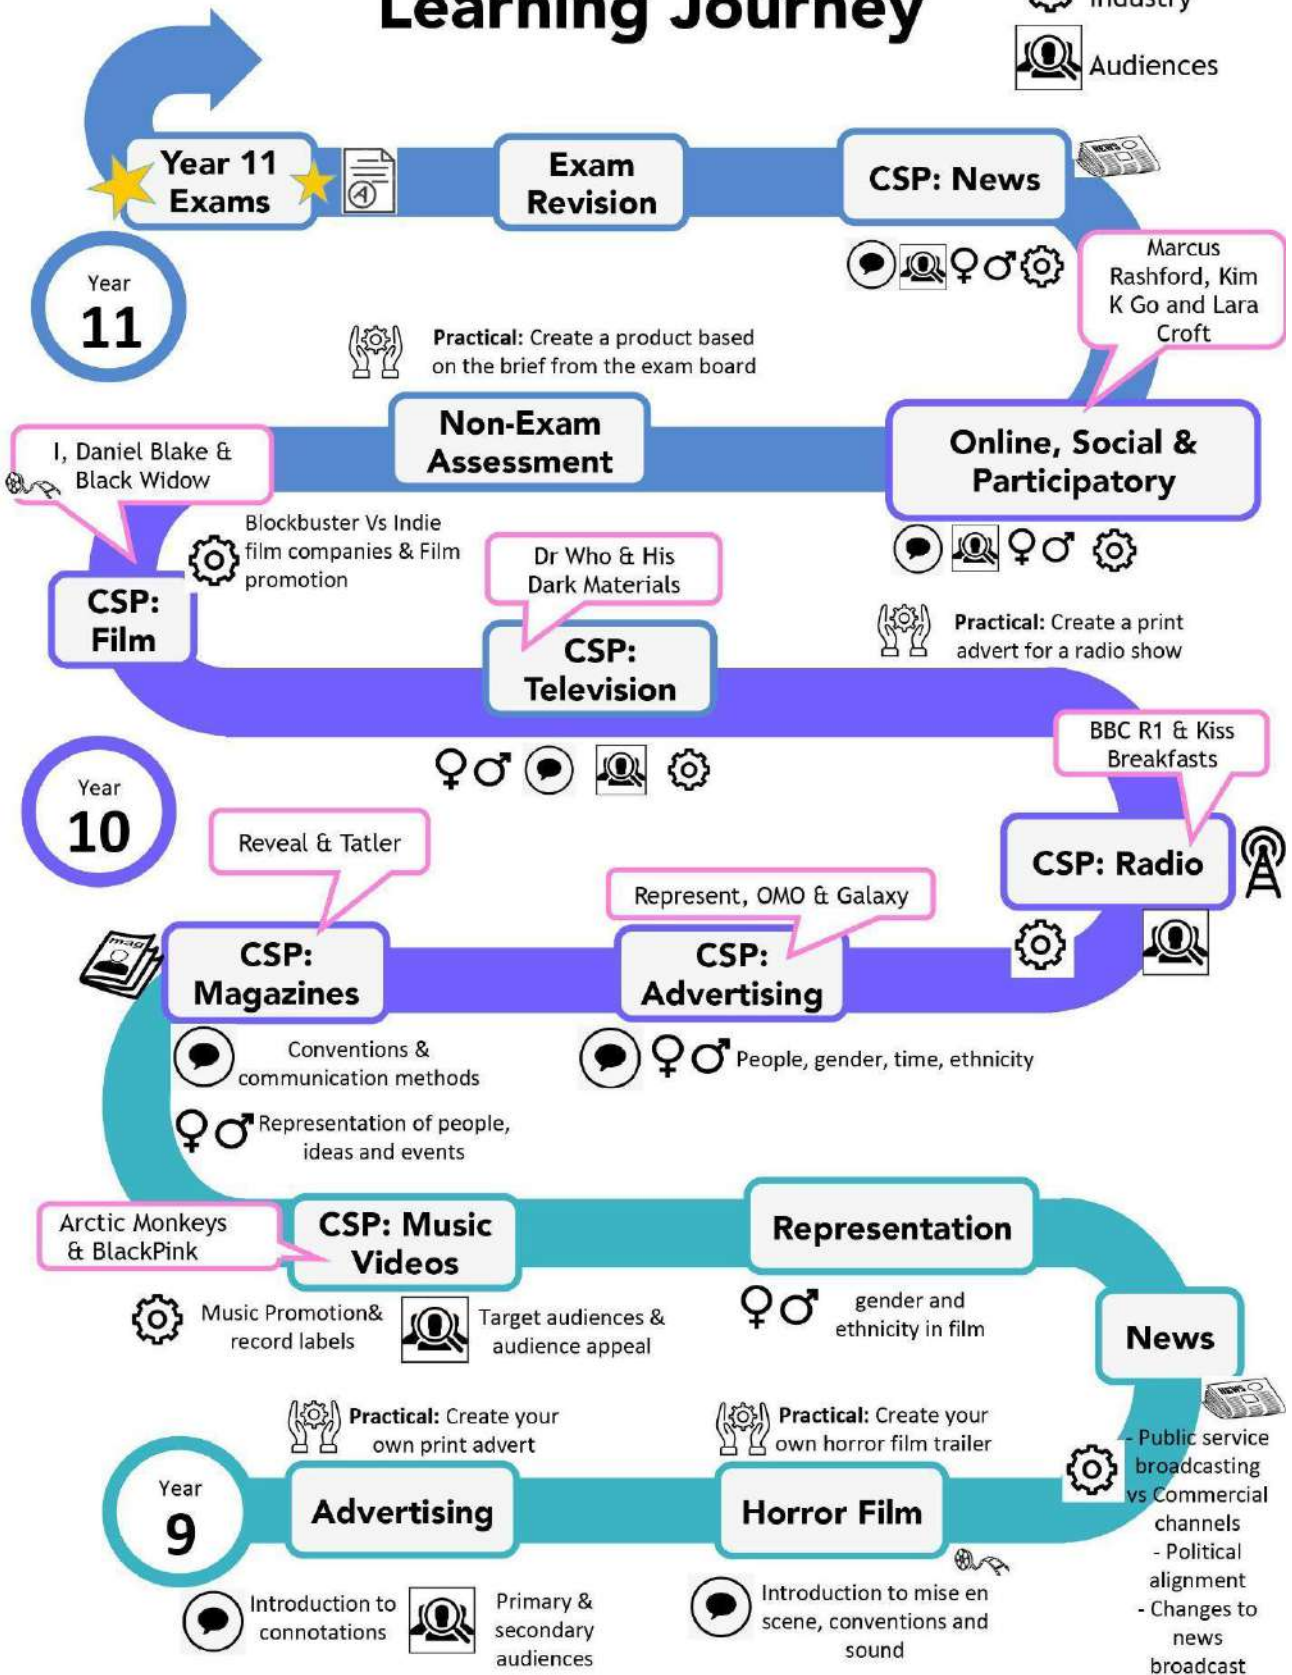 Learning Journey
Industry
Audiences
Year 11
Exams
Exam
Revision
CSP: News
NEWS
Marcus
Rashford, Kim
K Go and Lara
Croft
Year
11
Practical: Create a product based
on the brief from the exam board
Non-Exam
Assessment
Online, Social &
Participatory
I, Daniel Blake &
Black Widow
Blockbuster Vs Indie
film companies & Film
promotion
Dr Who & His
Dark Materials
CSP:
Film
CSP:
Television
Practical: Create a print
advert for a radio show
BBC R1 & Kiss
Breakfasts
Year
10
Reveal & Tatler
Represent, OMO & Galaxy
CSP: Radio
mag
CSP:
Magazines
CSP:
Advertising
Conventions &
communication methods
People, gender, time, ethnicity
Representation of people,
ideas and events
Arctic Monkeys
& BlackPink
CSP: Music
Videos
Representation
Music Promotion&
record labels
Target audiences &
audience appeal
gender and
ethnicity in film
News
NEWS
Practical: Create your
own print advert
Practical: Create your
own horror film trailer
- Public service
broadcasting
vs Commercial
channels
- Political
alignment
- Changes to
news
broadcast
Year
9
Advertising
Horror Film
Introduction to
connotations
Primary &
secondary
audiences
Introduction to mise en
scene, conventions and
sound